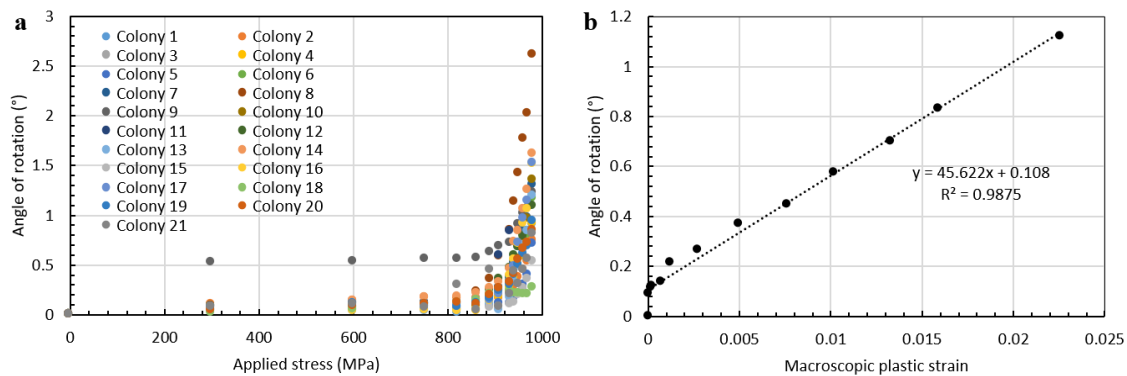 a
3
2.5
2
1.5
1
0.5
0
Angle of rotation (°)
Colony 1 Colony 2
Colony 3 Colony 4
Colony 5 Colony 6
Colony 7 Colony 8
Colony 9 Colony 10
Colony 11 Colony 12
Colony 13 Colony 14
Colony 15 Colony 16
Colony 17 Colony 18
Colony 19 Colony 20
Colony 21
0 200 400 600 800 1000
Applied stress (MPa)
b
1.2
1
0.8
0.6
0.4
0.2
0
Angle of rotation (°)
y = 45.622x + 0.108
R² = 0.9875
0 0.005 0.01 0.015 0.02 0.025
Macroscopic plastic strain